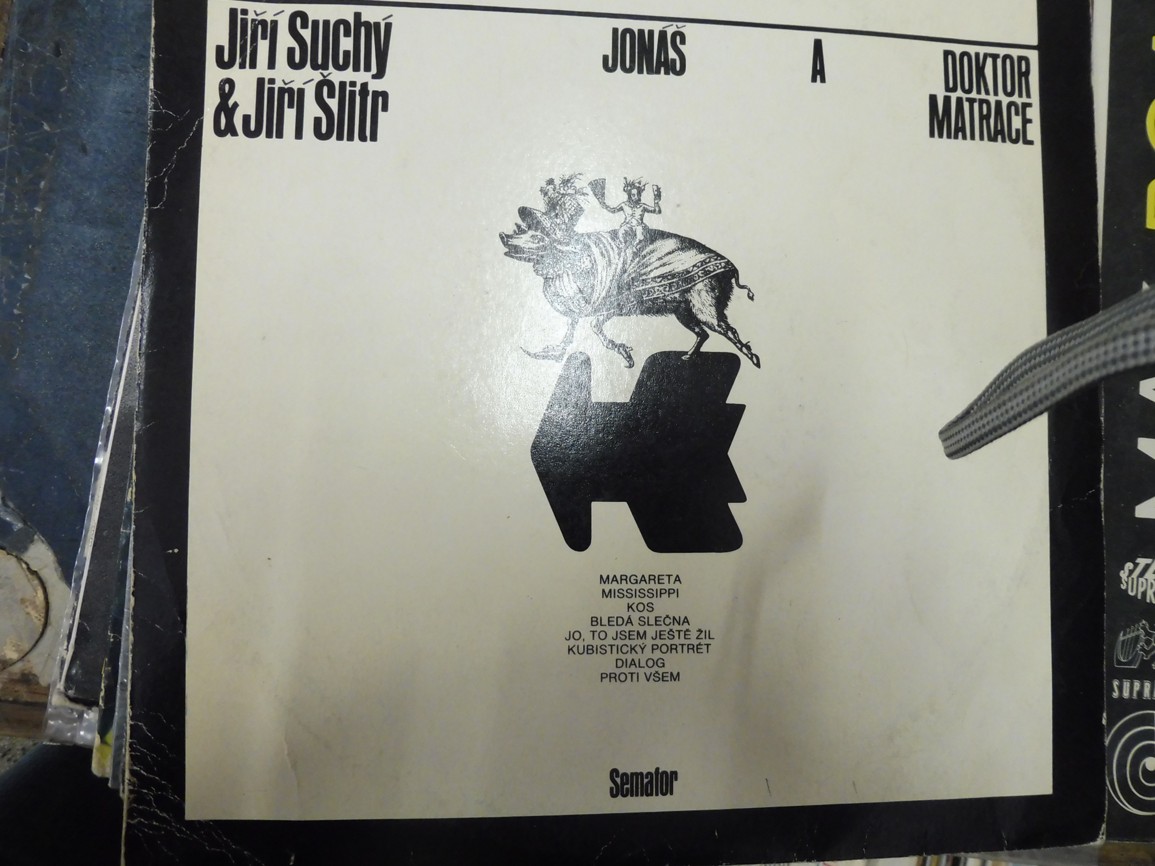 Jiří Suchý
& Jiří Šlitr
JONÁŠ A DOKTOR
MATRACE
MARGARETA
MISSISSIPPI
KOS
BLEDÁ SLEČNA
JO, TO JSEM JEŠTĚ ŽIL
KUBISTICKÝ PORTRÉT
DIALOG
PROTI VŠEM
Semafor